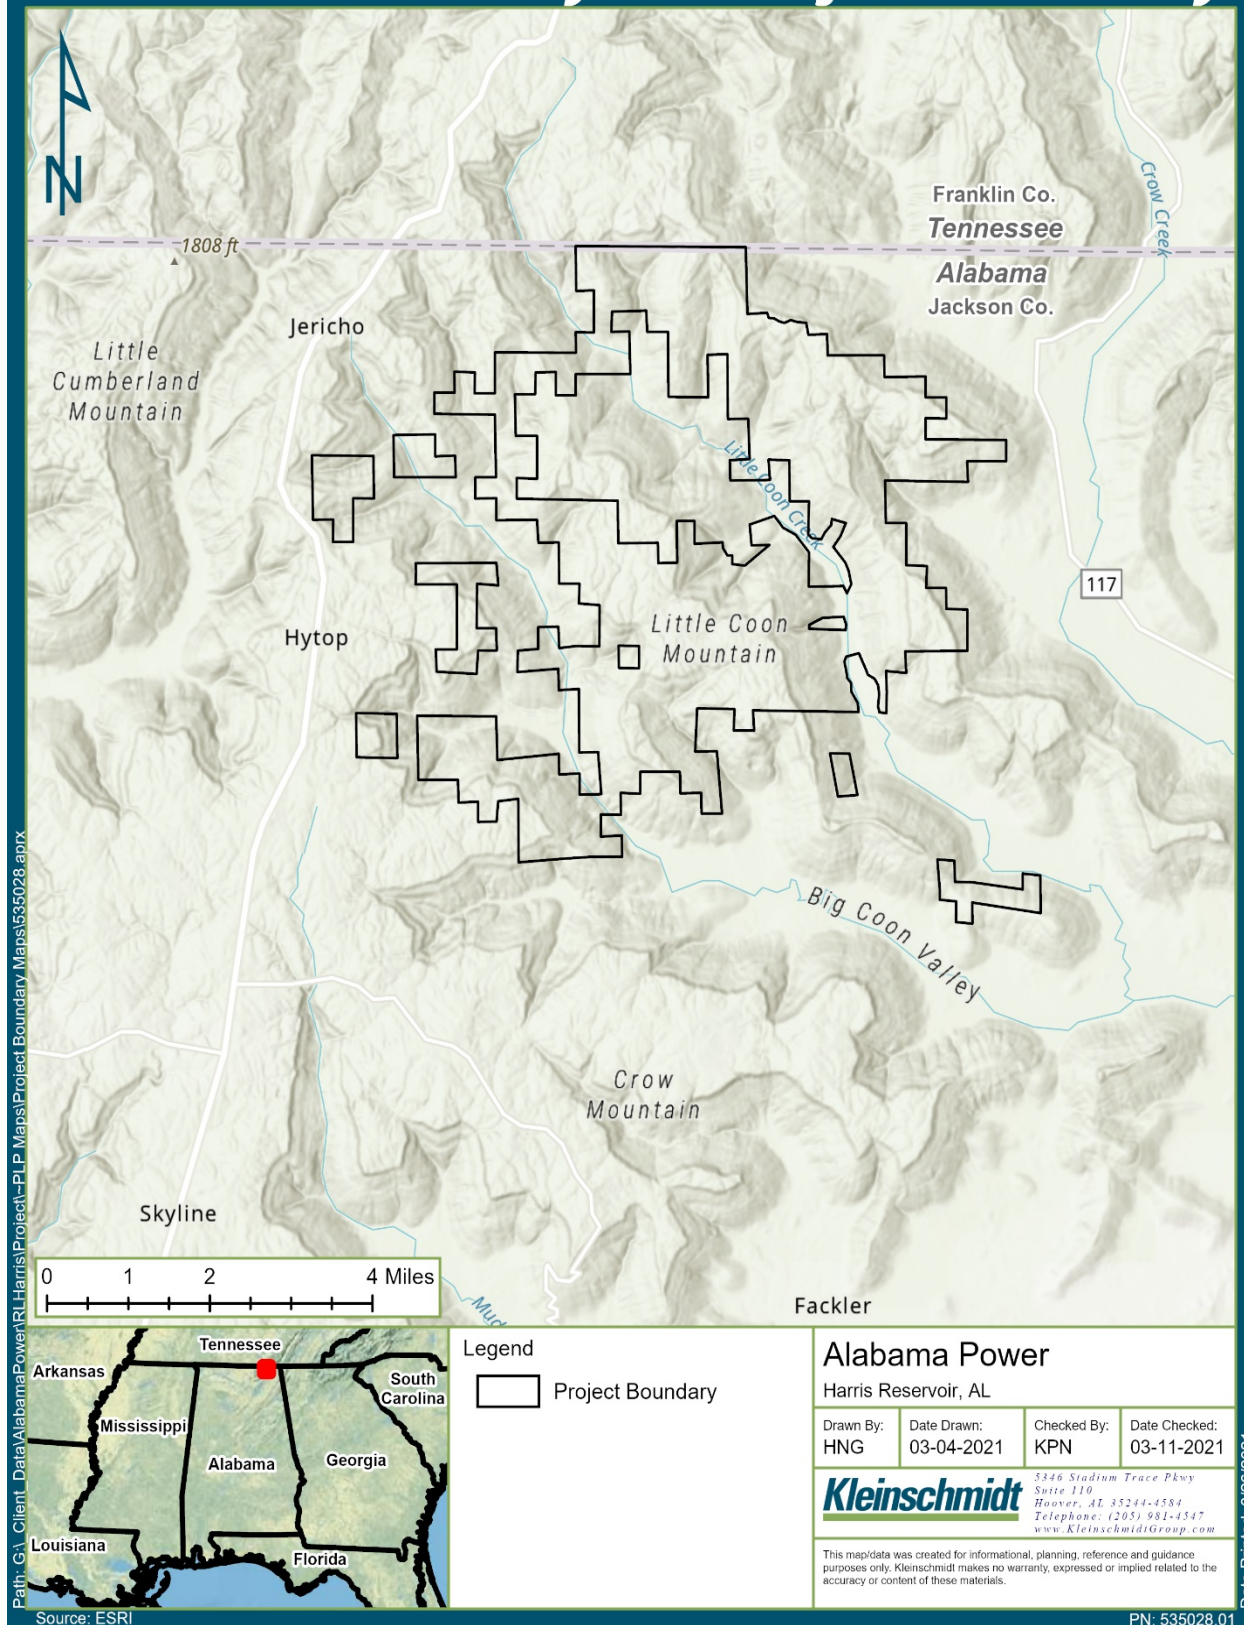 N
Franklin Co.
Tennessee
Alabama
Jackson Co.
Crow Creek
1808 ft
Jericho
Little
Cumberland
Mountain
Little Coon Creek
117
Hytop
Little Coon
Mountain
Big Coon Valley
Crow
Mountain
Skyline
Fackler
0 1 2 4 Miles
Path: G:\_Client_Data\AlabamaPower\RLHarris\Project\~PLP Maps\Project Boundary Maps\535028.aprx
Tennessee
Arkansas
South
Carolina
Mississippi
Alabama
Georgia
Louisiana
Florida
Legend
Project Boundary
Alabama Power
Harris Reservoir, AL
Drawn By:
HNG
Date Drawn:
03-04-2021
Checked By:
KPN
Date Checked:
03-11-2021
Kleinschmidt
5346 Stadium Trace Pkwy
Suite 110
Hoover, AL 35244-4584
Telephone: (205) 981-4547
www.KleinschmidtGroup.com
This map/data was created for informational, planning, reference and guidance
purposes only. Kleinschmidt makes no warranty, expressed or implied related to the
accuracy or content of these materials.
Source: ESRI
PN: 535028.01